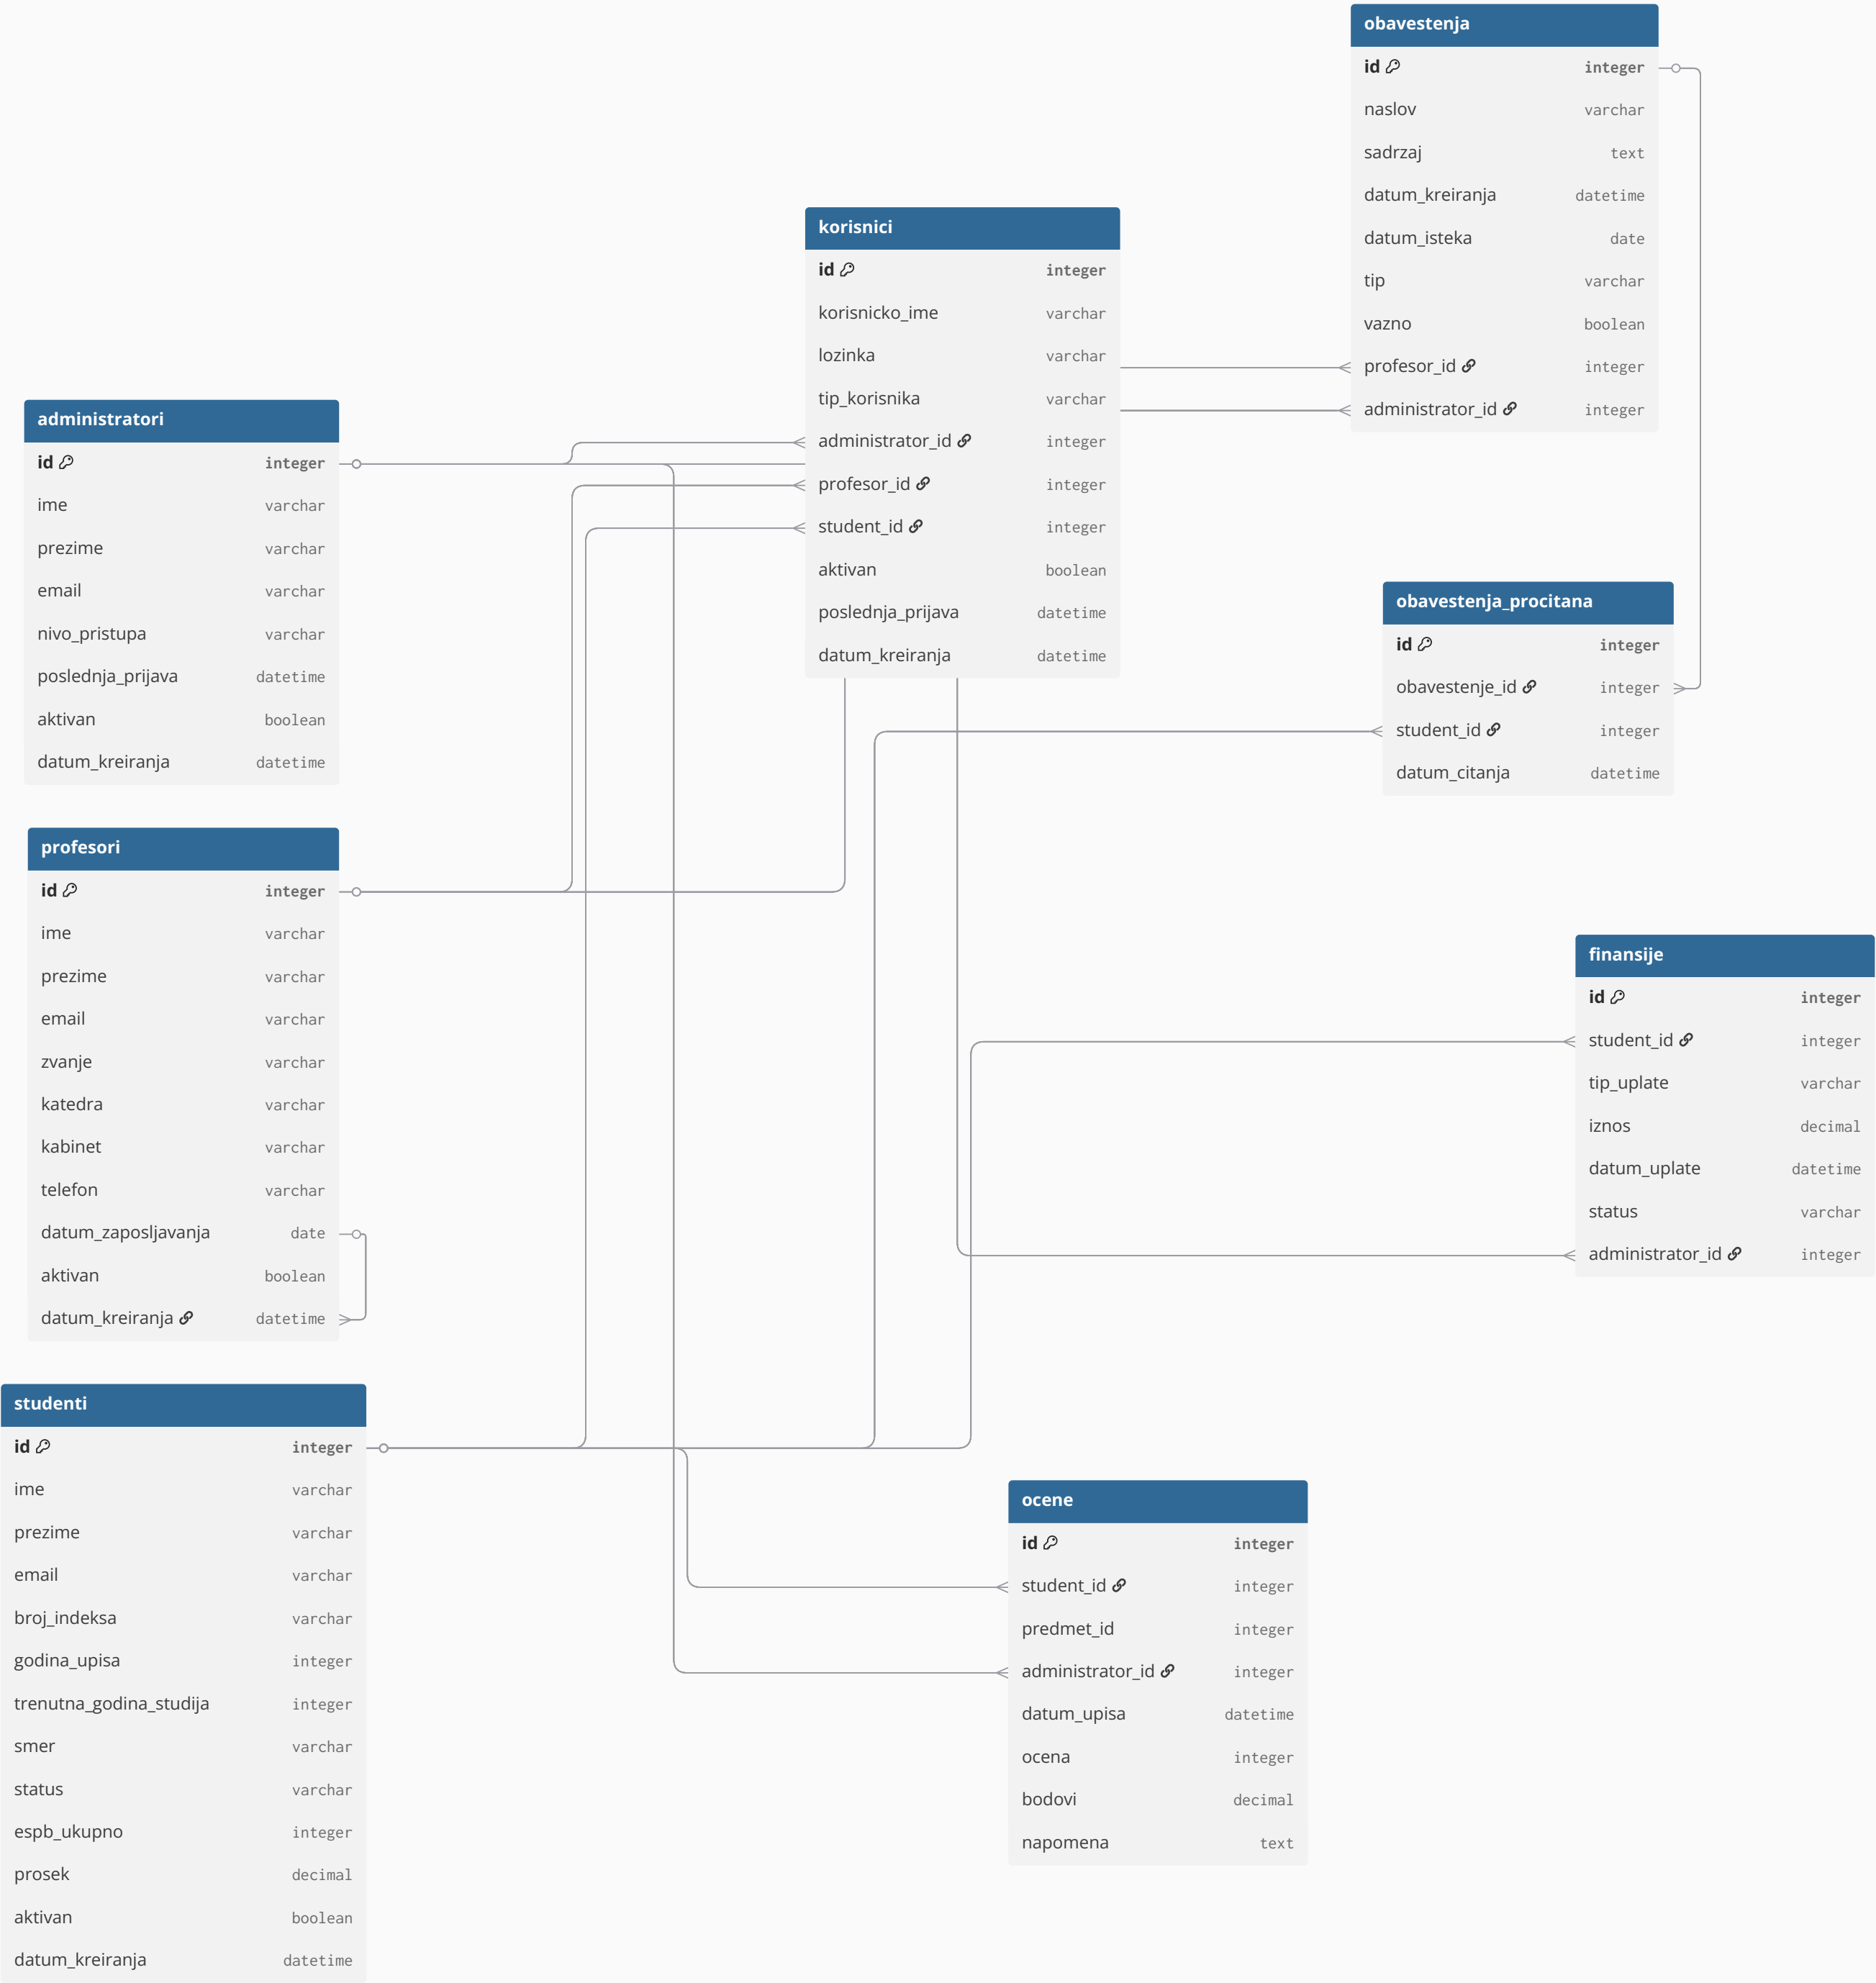 obavestenja
id integer
naslov varchar
sadrzaj text
datum_kreiranja datetime
datum_isteka date
tip varchar
vazno boolean
profesor_id integer
administrator_id integer
korisnici
id integer
korisnicko_ime varchar
lozinka varchar
tip_korisnika varchar
administrator_id integer
profesor_id integer
student_id integer
aktivan boolean
poslednja_prijava datetime
datum_kreiranja datetime
administratori
id integer
ime varchar
prezime varchar
email varchar
nivo_pristupa varchar
poslednja_prijava datetime
aktivan boolean
datum_kreiranja datetime
obavestenja_procitana
id integer
obavestenje_id integer
student_id integer
datum_citanja datetime
profesori
id integer
ime varchar
prezime varchar
email varchar
zvanje varchar
katedra varchar
kabinet varchar
telefon varchar
datum_zaposljavanja date
aktivan boolean
datum_kreiranja datetime
finansije
id integer
student_id integer
tip_uplate varchar
iznos decimal
datum_uplate datetime
status varchar
administrator_id integer
studenti
id integer
ime varchar
prezime varchar
email varchar
broj_indeksa varchar
godina_upisa integer
trenutna_godina_studija integer
smer varchar
status varchar
espb_ukupno integer
prosek decimal
aktivan boolean
datum_kreiranja datetime
ocene
id integer
student_id integer
predmet_id integer
administrator_id integer
datum_upisa datetime
ocena integer
bodovi decimal
napomena text